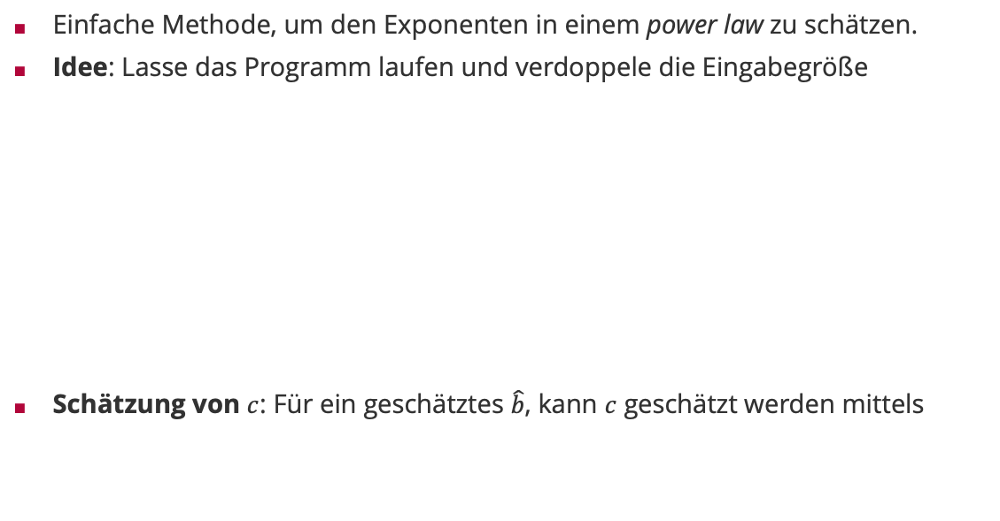 Einfache Methode, um den Exponenten in einem power law zu schätzen.
Idee: Lasse das Programm laufen und verdoppele die Eingabegröße
Schätzung von c: Für ein geschätztes b̂, kann c geschätzt werden mittels